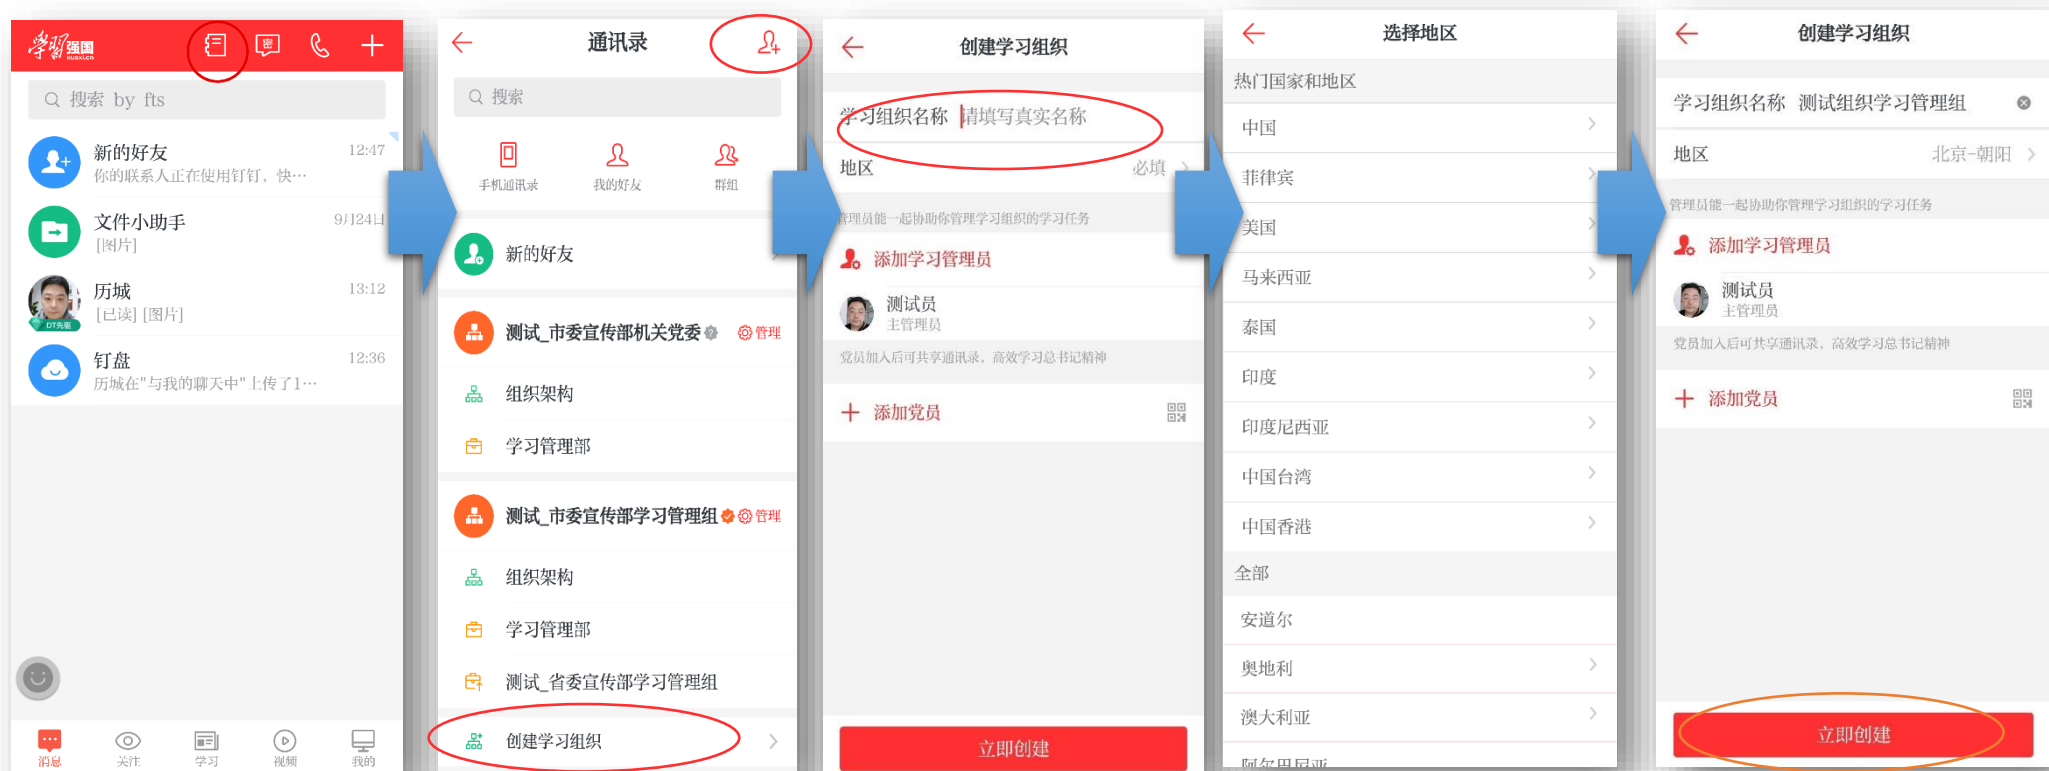 学习强国
xuexi.cn
密
搜索 by fts
新的好友 12:47
你的联系人正在使用钉钉，快…
文件小助手 9月24日
[图片]
历城 13:12
[已读] [图片]
DT先锋
钉盘 12:36
历城在"与我的聊天中"上传了1…
消息 关注 学习 视频 我的
通讯录
搜索
手机通讯录 我的好友 群组
新的好友
测试_市委宣传部机关党委 管理
组织架构
学习管理部
测试_市委宣传部学习管理组 管理
组织架构
学习管理部
测试_省委宣传部学习管理组
创建学习组织
创建学习组织
学习组织名称 请填写真实名称
地区 必填
管理员能一起协助你管理学习组织的学习任务
添加学习管理员
测试员
主管理员
党员加入后可共享通讯录，高效学习总书记精神
添加党员
立即创建
选择地区
热门国家和地区
中国
菲律宾
美国
马来西亚
泰国
印度
印度尼西亚
中国台湾
中国香港
全部
安道尔
奥地利
澳大利亚
阿尔巴尼亚
创建学习组织
学习组织名称 测试组织学习管理组
地区 北京-朝阳
管理员能一起协助你管理学习组织的学习任务
添加学习管理员
测试员
主管理员
党员加入后可共享通讯录，高效学习总书记精神
添加党员
立即创建